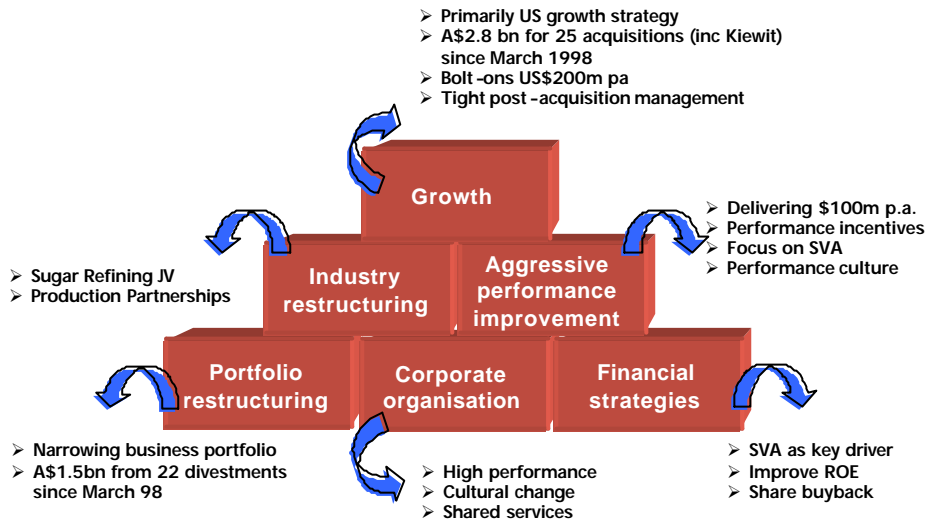 ➢ Primarily US growth strategy
➢ A$2.8 bn for 25 acquisitions (inc Kiewit)
since March 1998
➢ Bolt-ons US$200m pa
➢ Tight post-acquisition management
Growth
➢ Delivering $100m p.a.
➢ Performance incentives
➢ Focus on SVA
➢ Performance culture
➢ Sugar Refining JV
➢ Production Partnerships
Industry
restructuring
Aggressive
performance
improvement
Portfolio
restructuring
Corporate
organisation
Financial
strategies
➢ Narrowing business portfolio
➢ A$1.5bn from 22 divestments
since March 98
➢ High performance
➢ Cultural change
➢ Shared services
➢ SVA as key driver
➢ Improve ROE
➢ Share buyback